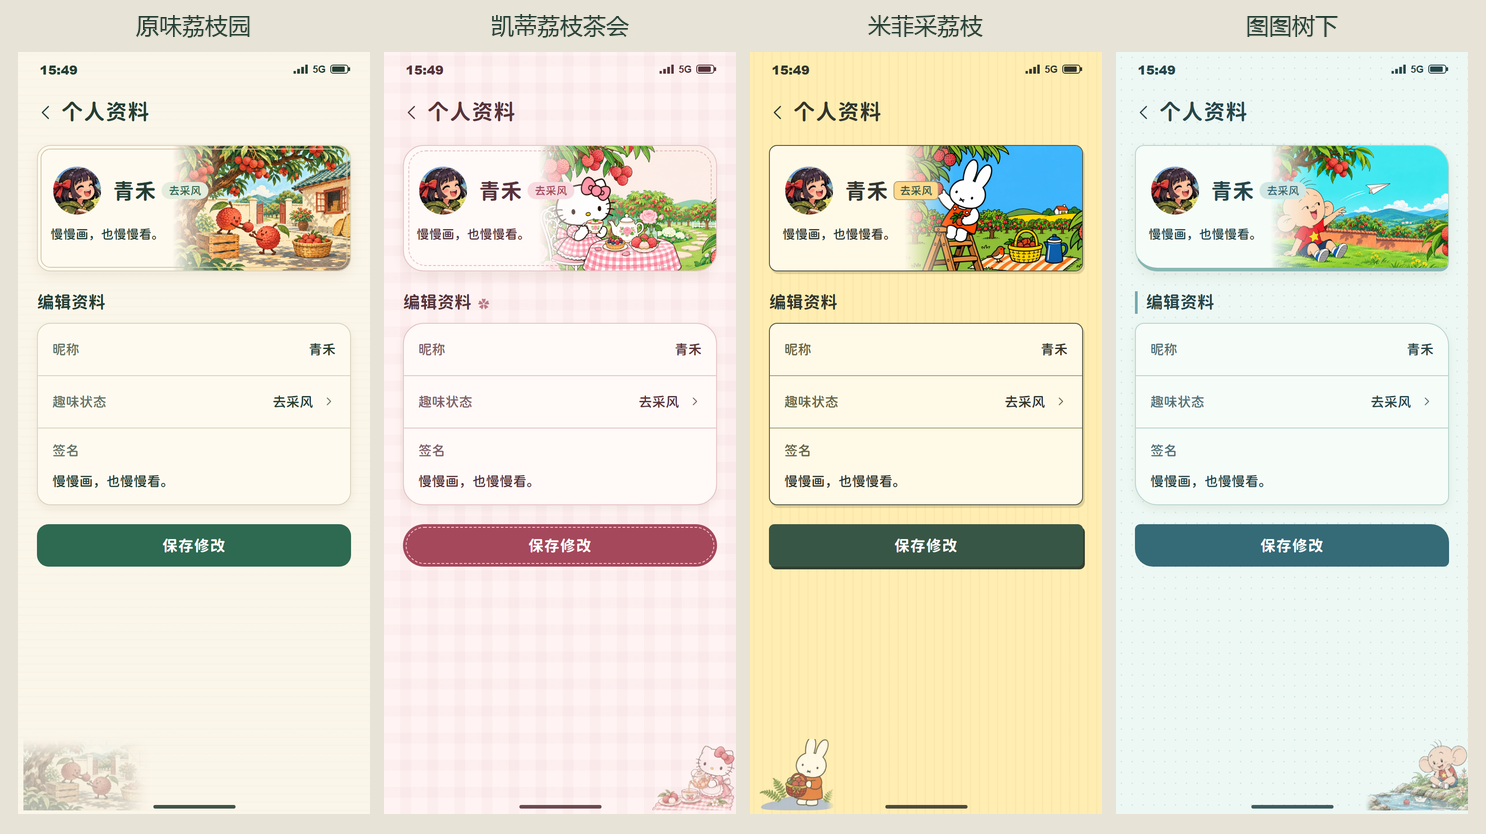 原味荔枝园
15:49
5G
个人资料
青禾 去采风
慢慢画，也慢慢看。
编辑资料
昵称 青禾
趣味状态 去采风
签名
慢慢画，也慢慢看。
保存修改
凯蒂荔枝茶会
15:49
5G
个人资料
青禾 去采风
慢慢画，也慢慢看。
编辑资料
昵称 青禾
趣味状态 去采风
签名
慢慢画，也慢慢看。
保存修改
米菲采荔枝
15:49
5G
个人资料
青禾 去采风
慢慢画，也慢慢看。
编辑资料
昵称 青禾
趣味状态 去采风
签名
慢慢画，也慢慢看。
保存修改
图图树下
15:49
5G
个人资料
青禾 去采风
慢慢画，也慢慢看。
编辑资料
昵称 青禾
趣味状态 去采风
签名
慢慢画，也慢慢看。
保存修改